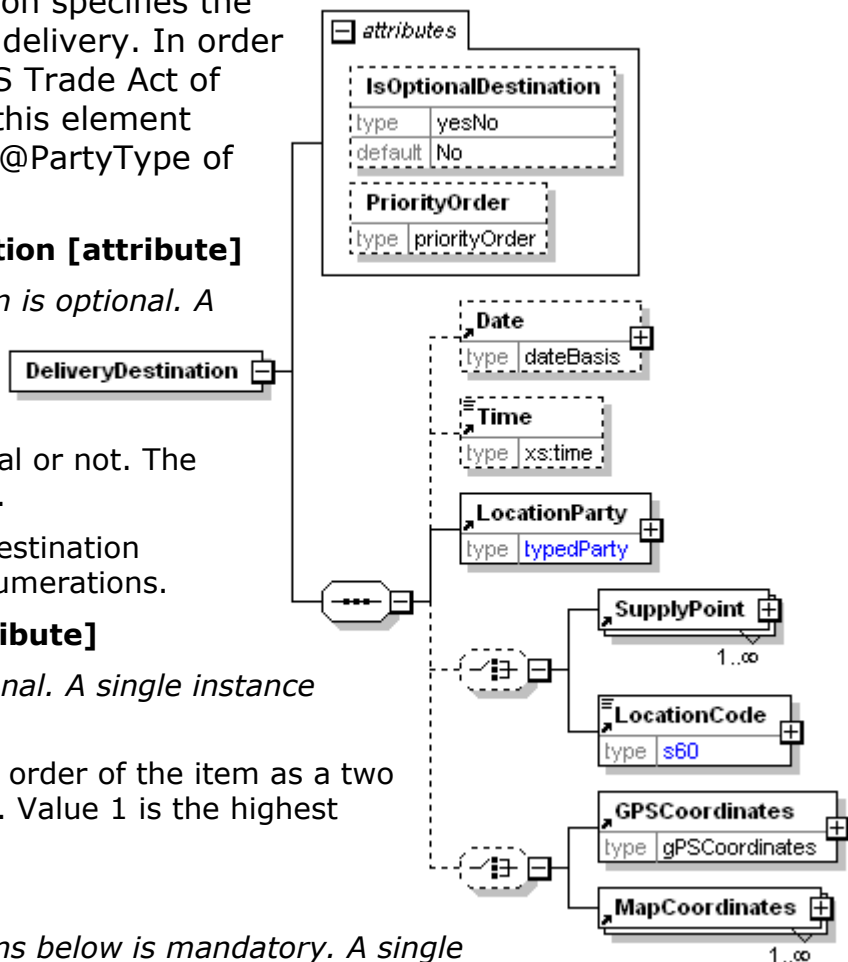 on specifies the
delivery. In order
S Trade Act of
this element
@PartyType of
tion [attribute]
n is optional. A
al or not. The
.
estination
umerations.
ribute]
nal. A single instance
order of the item as a two
. Value 1 is the highest
ns below is mandatory. A single
DeliveryDestination
attributes
IsOptionalDestination
type yesNo
default No
PriorityOrder
type priorityOrder
Date
type dateBasis
Time
type xs:time
LocationParty
type typedParty
SupplyPoint
1..∞
LocationCode
type s60
GPSCoordinates
type gPSCoordinates
MapCoordinates
1..∞